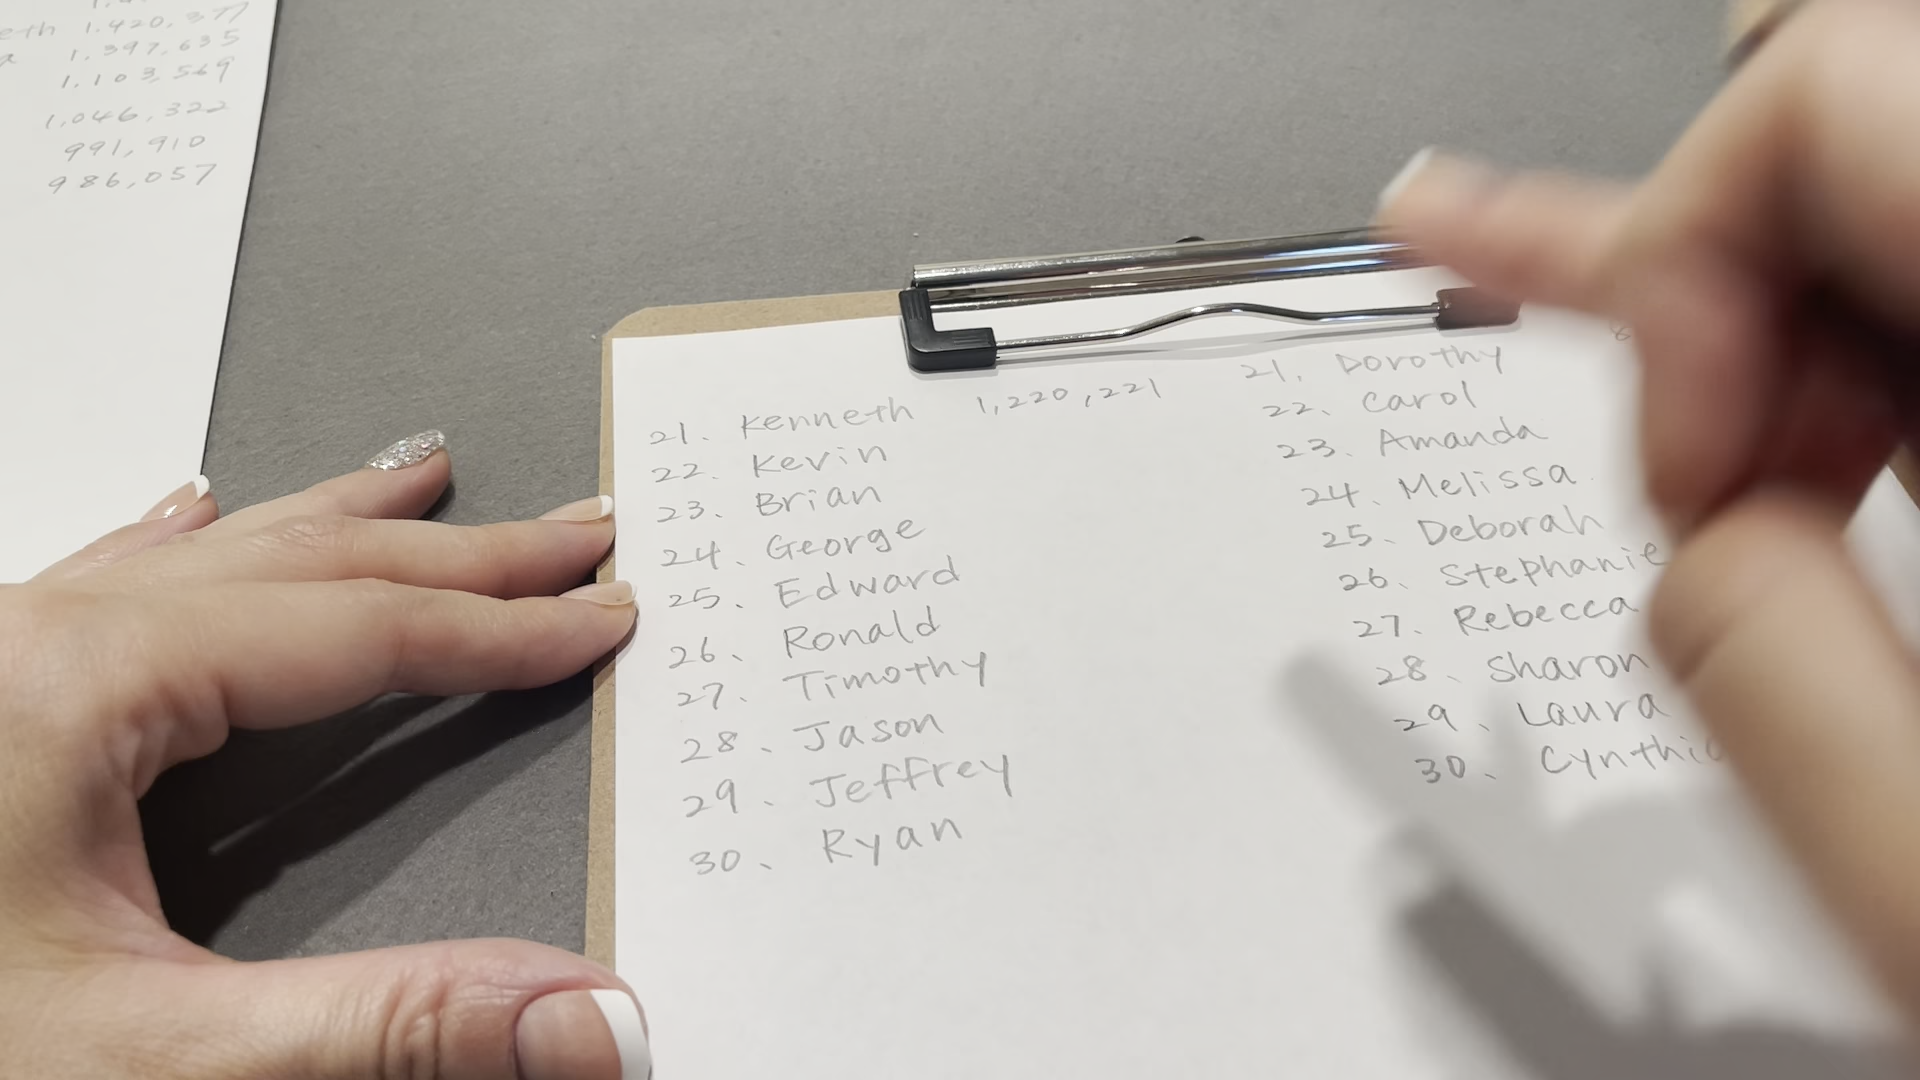 1,420,377
1,397,635
1,103,569
1,046,322
991,910
986,057
21. Kenneth 1,220,221
22. Kevin
23. Brian
24. George
25. Edward
26. Ronald
27. Timothy
28. Jason
29. Jeffrey
30. Ryan
21. Dorothy
22. Carol
23. Amanda
24. Melissa
25. Deborah
26. Stephanie
27. Rebecca
28. Sharon
29. Laura
30.